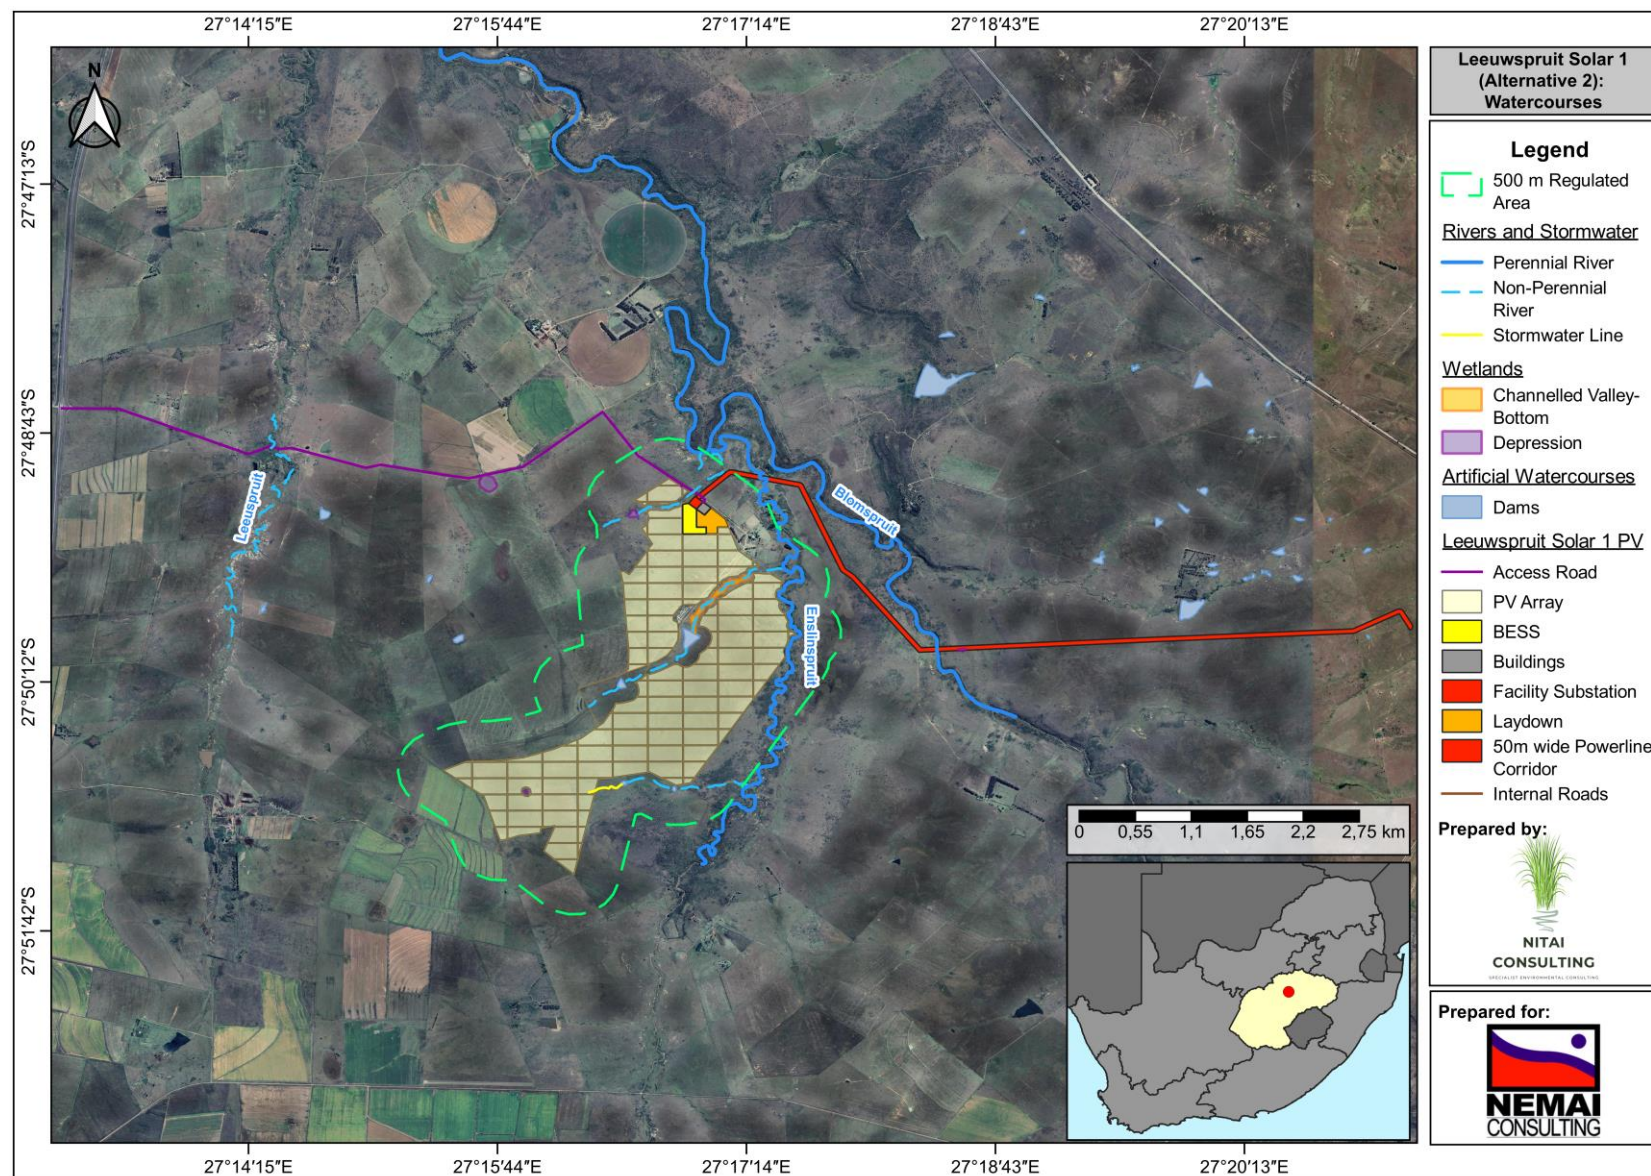 27°14'15"E
27°15'44"E
27°17'14"E
27°18'43"E
27°20'13"E
Leeuwspruit Solar 1
(Alternative 2):
Watercourses
N
27°47'13"S
27°48'43"S
27°50'12"S
27°51'42"S
Leeuspruit
Blomspruit
Enslinspruit
Legend
500 m Regulated
Area
Rivers and Stormwater
Perennial River
Non-Perennial
River
Stormwater Line
Wetlands
Channelled Valley-
Bottom
Depression
Artificial Watercourses
Dams
Leeuwspruit Solar 1 PV
Access Road
PV Array
BESS
Buildings
Facility Substation
Laydown
50m wide Powerline
Corridor
Internal Roads
0 0,55 1,1 1,65 2,2 2,75 km
Prepared by:
NITAI
CONSULTING
SPECIALIST ENVIRONMENTAL CONSULTING
Prepared for:
NEMAI
CONSULTING
27°14'15"E
27°15'44"E
27°17'14"E
27°18'43"E
27°20'13"E